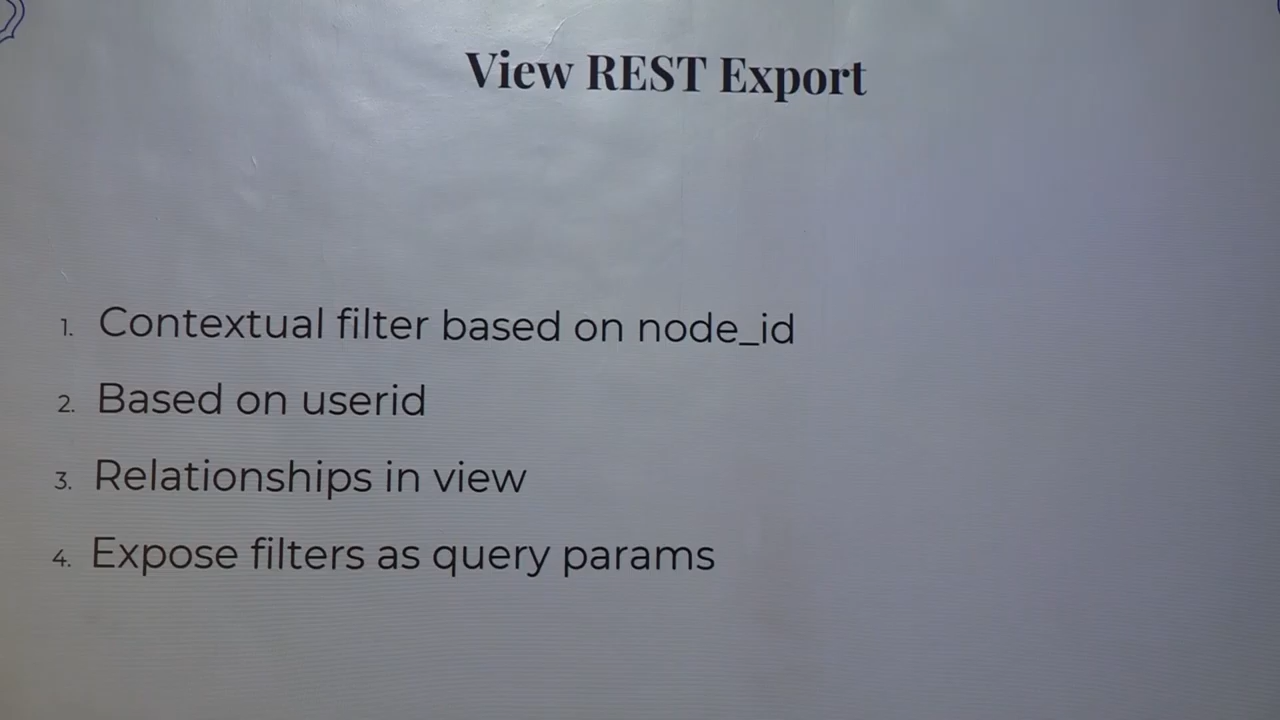 View REST Export
1. Contextual filter based on node_id
2. Based on userid
3. Relationships in view
4. Expose filters as query params